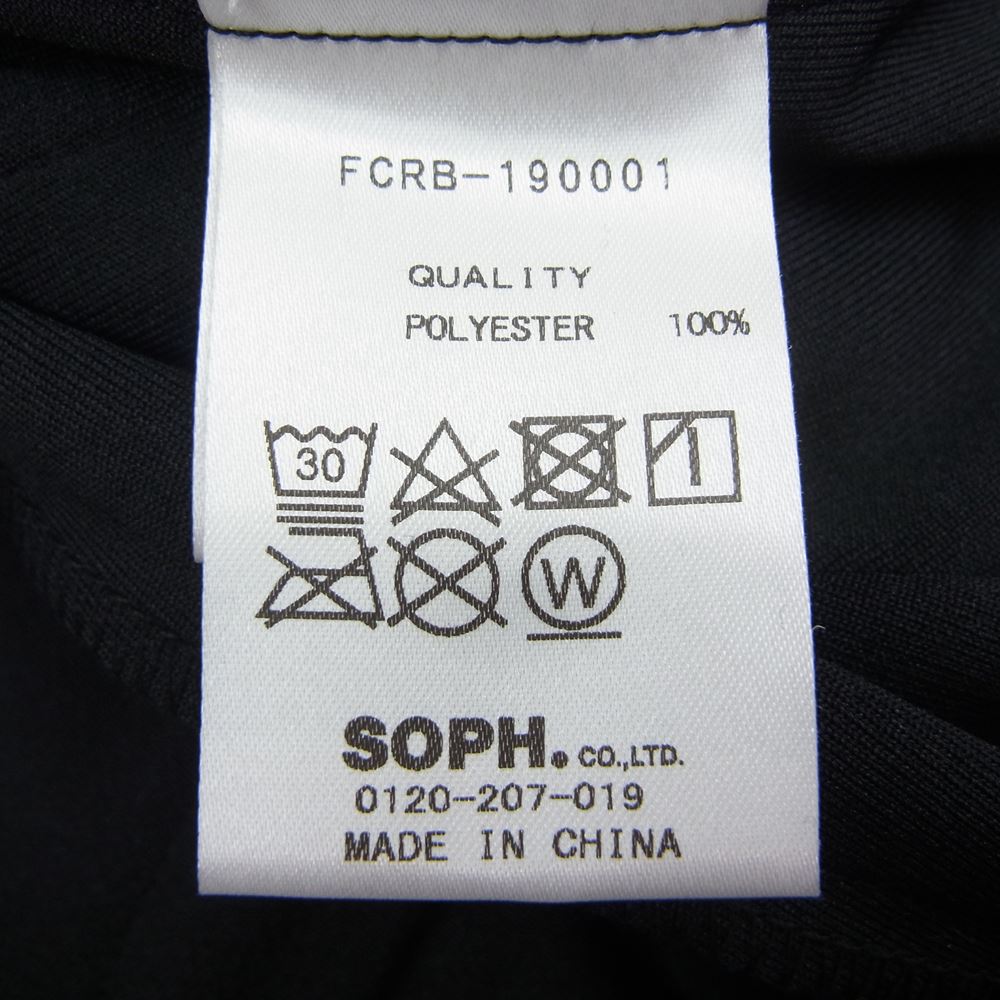 FCRB-190001
QUALITY
POLYESTER 100%
30
W
SOPH. CO.,LTD.
0120-207-019
MADE IN CHINA